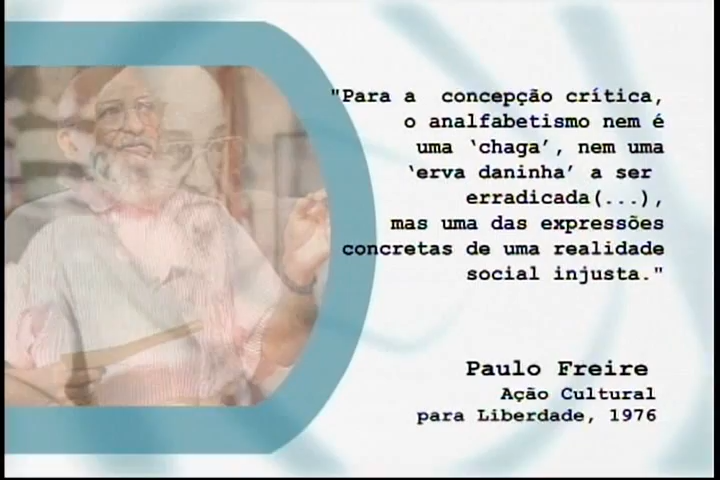 "Para a concepção crítica,
o analfabetismo nem é
uma ‘chaga’, nem uma
‘erva daninha’ a ser
erradicada(...),
mas uma das expressões
concretas de uma realidade
social injusta."
Paulo Freire
Ação Cultural
para Liberdade, 1976